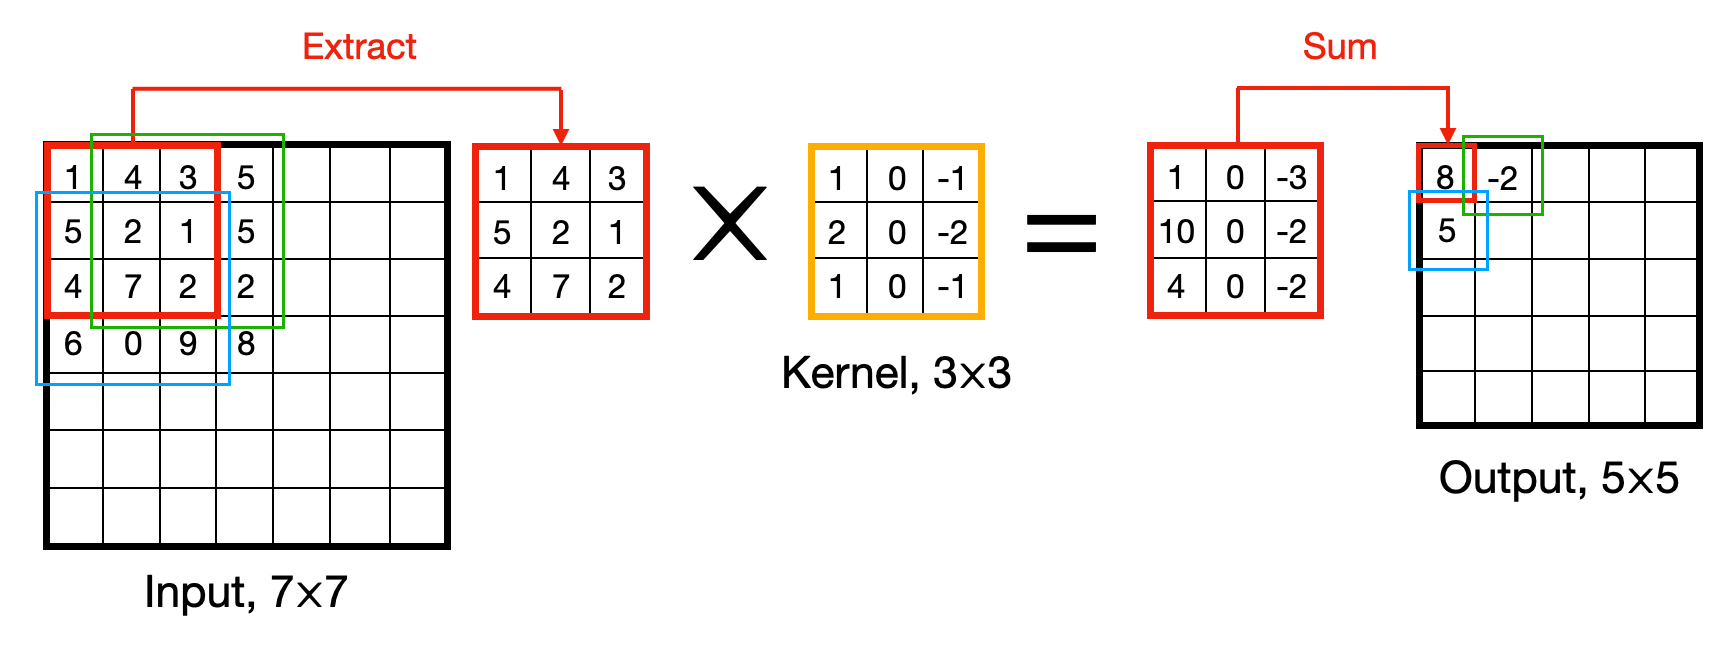 Extract
Sum
1 4 3 5
5 2 1 5
4 7 2 2
6 0 9 8
Input, 7×7
1 4 3
5 2 1
4 7 2
×
1 0 -1
2 0 -2
1 0 -1
Kernel, 3×3
=
1 0 -3
10 0 -2
4 0 -2
8 -2
5
Output, 5×5